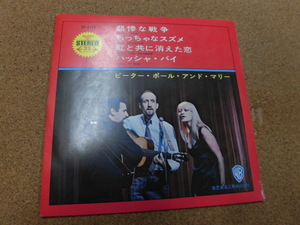 STEREO
悲惨な戦争
ちっちゃなスズメ
虹と共に消えた恋
ハッシャ・バイ
ピーター・ポール・アンド・マリー